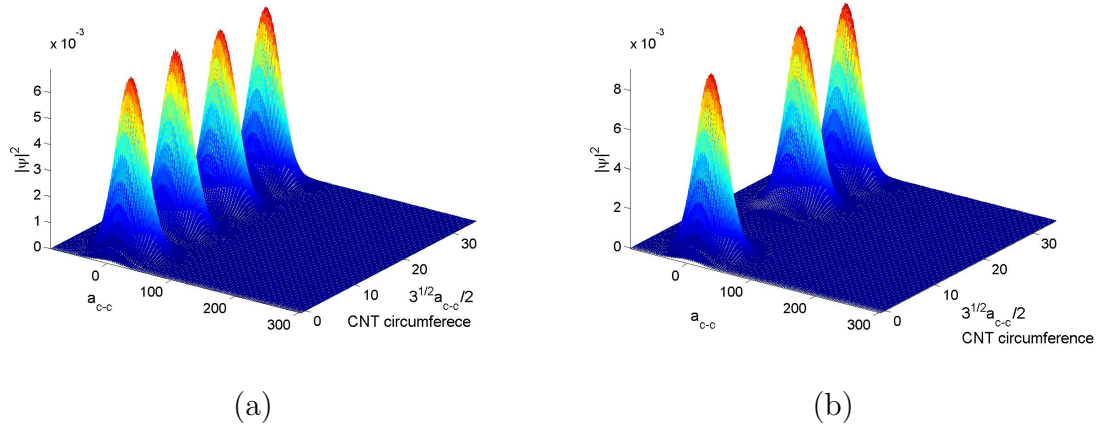 x 10^-3
6
5
4
3
2
1
0
|ψ|^2
0
100
200
300
a_c-c
0
10
20
30
3^1/2 a_c-c/2
CNT circumferece
(a)
x 10^-3
8
6
4
2
0
|ψ|^2
0
100
200
300
a_c-c
0
10
20
30
3^1/2 a_c-c/2
CNT circumference
(b)